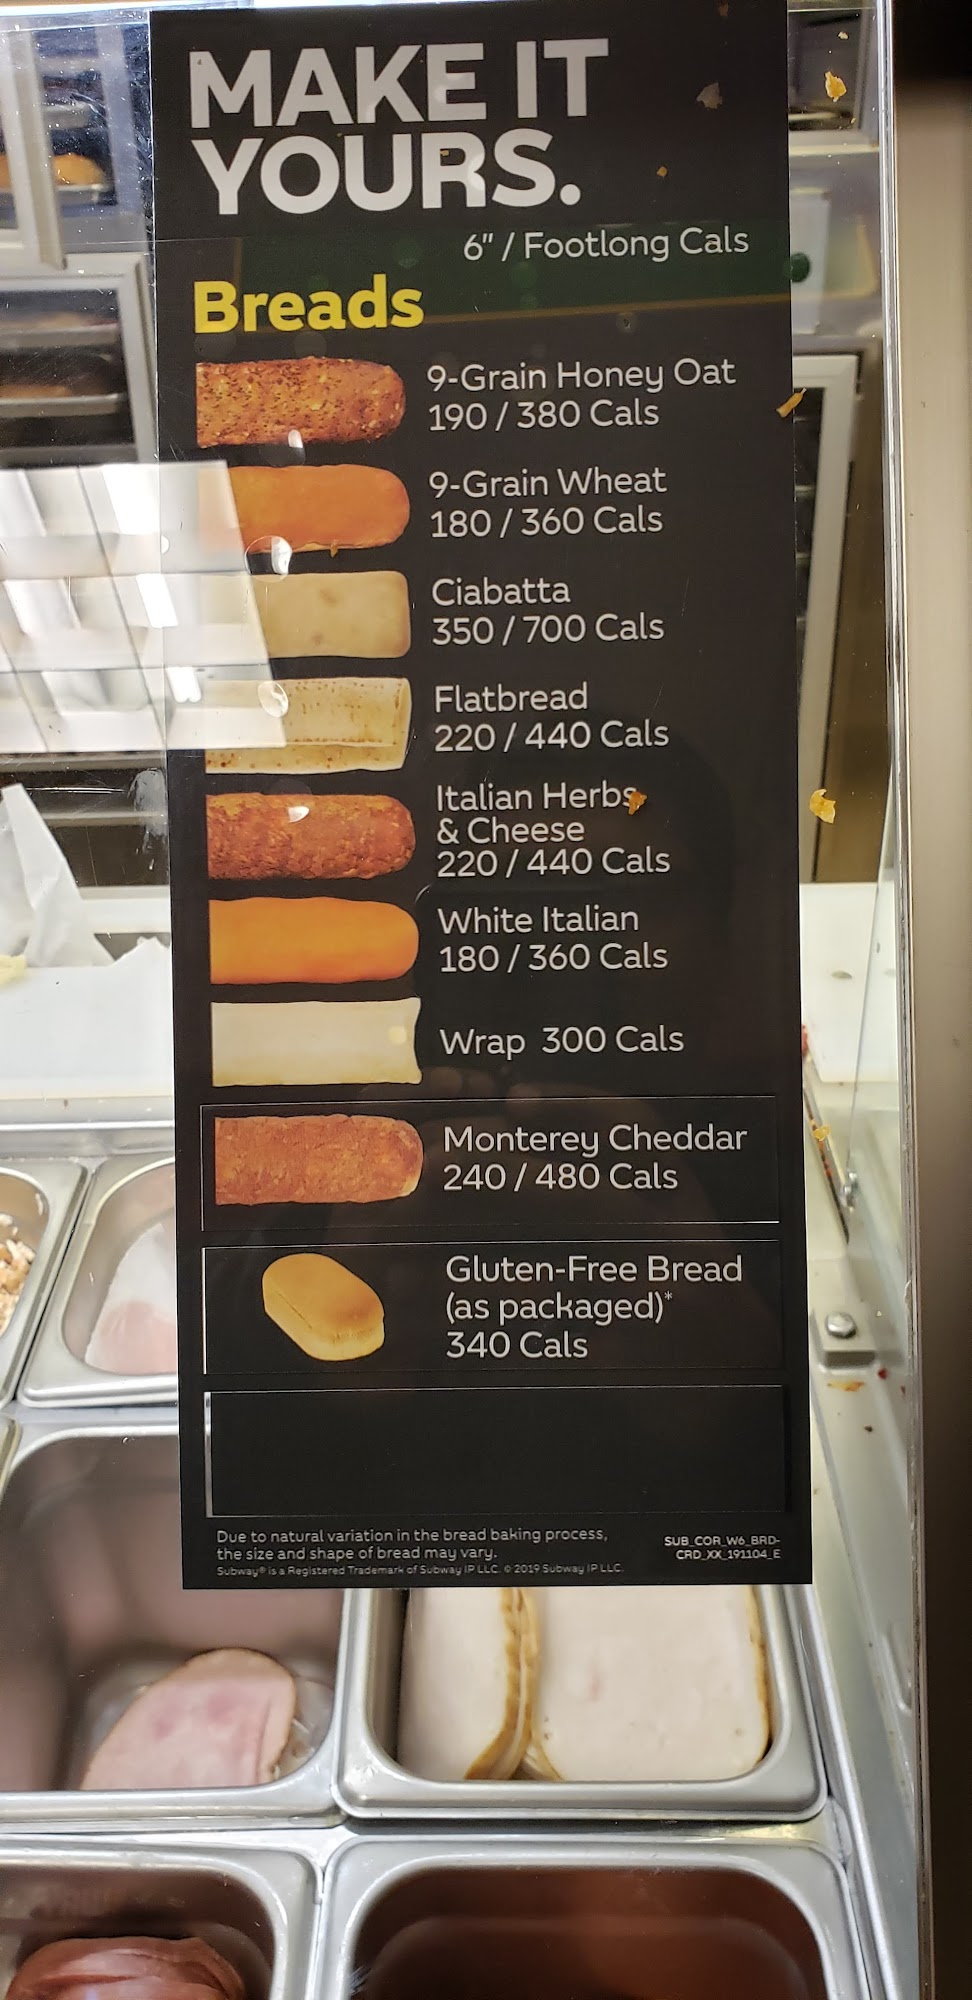 MAKE IT
YOURS.
6" / Footlong Cals
Breads
9-Grain Honey Oat
190 / 380 Cals
9-Grain Wheat
180 / 360 Cals
Ciabatta
350 / 700 Cals
Flatbread
220 / 440 Cals
Italian Herbs
& Cheese
220 / 440 Cals
White Italian
180 / 360 Cals
Wrap 300 Cals
Monterey Cheddar
240 / 480 Cals
Gluten-Free Bread
(as packaged)*
340 Cals
Due to natural variation in the bread baking process,
the size and shape of bread may vary.
Subway® is a Registered Trademark of Subway IP LLC. © 2019 Subway IP LLC.
SUB_COR_W6_BRD-
CRD_XX_191104_E